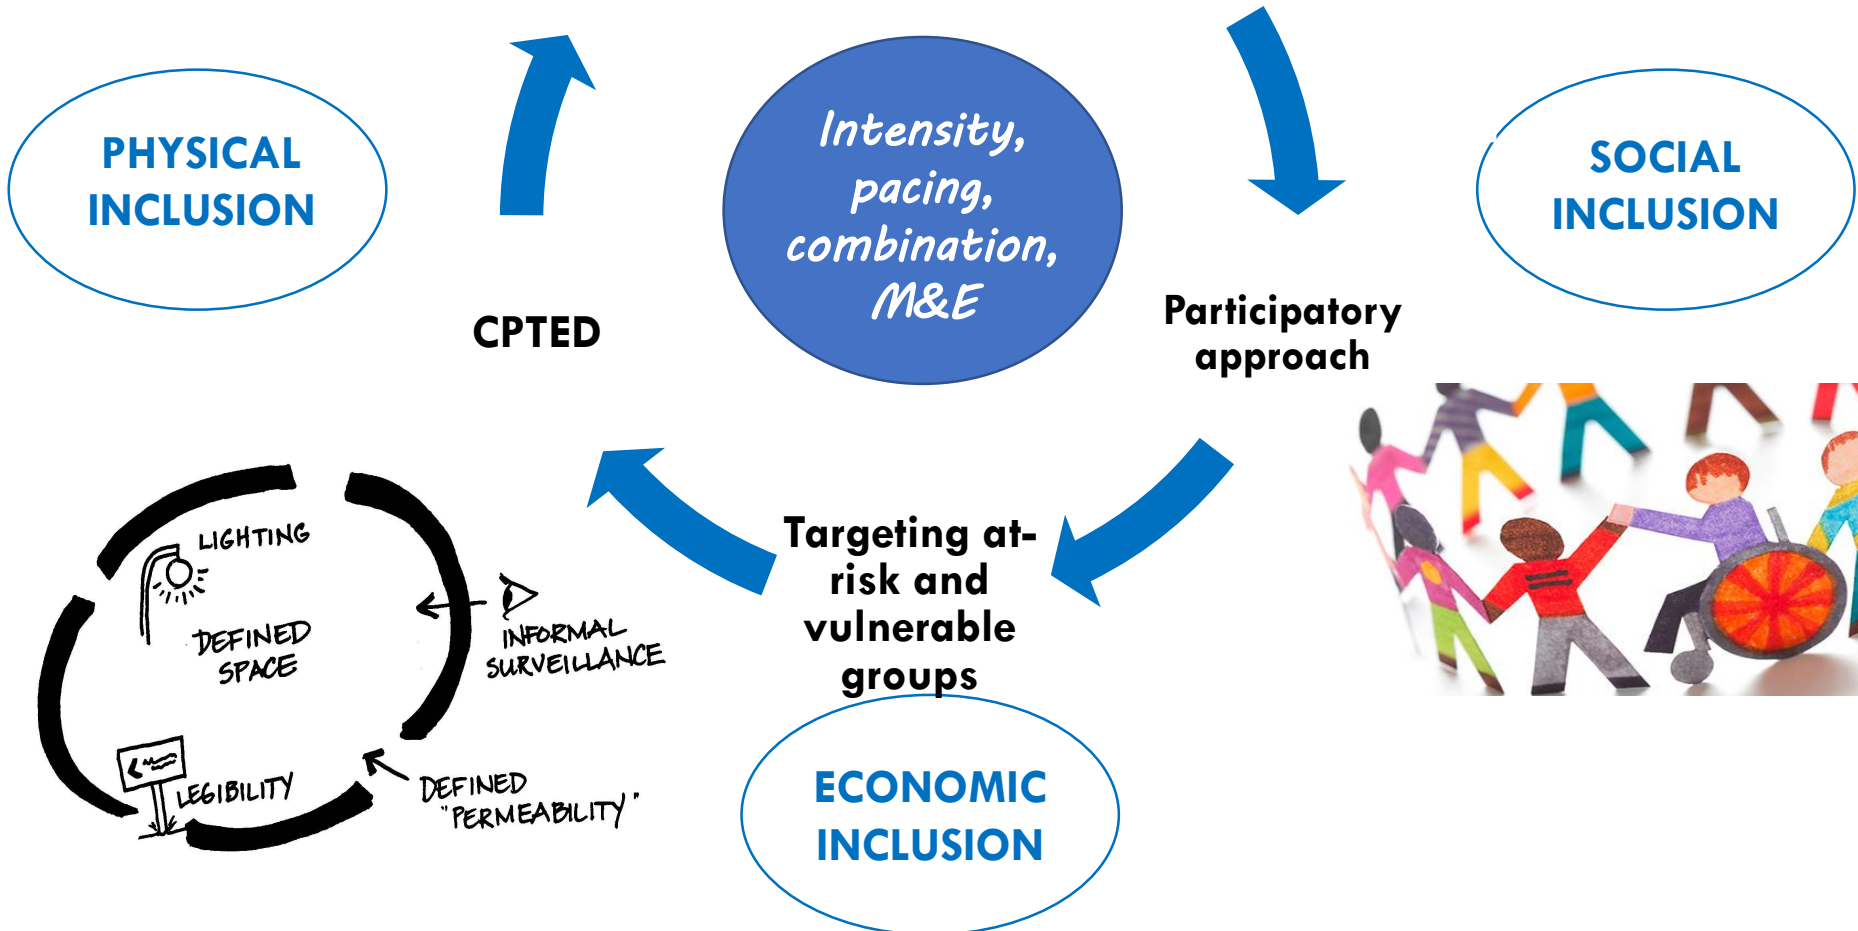 PHYSICAL
INCLUSION
Intensity,
pacing,
combination,
M&E
SOCIAL
INCLUSION
CPTED
Participatory
approach
Targeting at-
risk and
vulnerable
groups
ECONOMIC
INCLUSION
LIGHTING
DEFINED
SPACE
INFORMAL
SURVEILLANCE
LEGIBILITY
DEFINED
"PERMEABILITY"